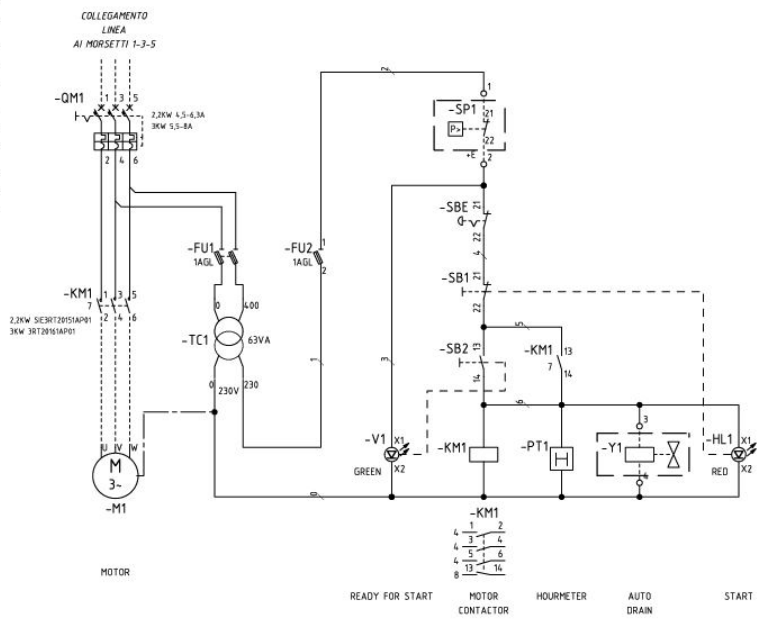 COLLEGAMENTO
LINEA
AI MORSETTI 1-3-5
-QM1
1 3 5
2,2KW 4,5-6,3A
3KW 5,5-8A
2 4 6
2
1
-SP1
21
P>
22
+E
2
-SBE
21
22
4
-FU1
1AGL
-FU2
1AGL
1
2
-SB1
21
22
-KM1
7
1 3 5
2 4 6
2,2KW SIE3RT20151AP01
3KW 3RT20161AP01
0 400
-TC1
63VA
0 230
230V
1
3
5
-SB2
13
14
-KM1
7
13
14
6
-V1
X1
X2
GREEN
-KM1
-PT1
H
3
-Y1
4
-HL1
X1
X2
RED
U V W
M
3~
-M1
0
-KM1
4 1 2
4 3 4
4 5 6
8 13 14
MOTOR
READY FOR START
MOTOR
CONTACTOR
HOURMETER
AUTO
DRAIN
START